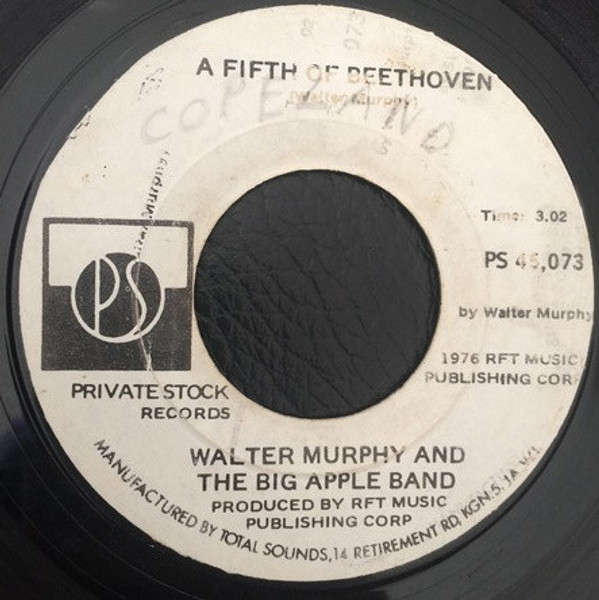 A FIFTH OF BEETHOVEN
(Walter Murphy)
COPELAND
Time: 3.02
PS 45,073
by Walter Murphy
1976 RFT MUSIC
PUBLISHING CORP
PS
PRIVATE STOCK
RECORDS
WALTER MURPHY AND
THE BIG APPLE BAND
PRODUCED BY RFT MUSIC
PUBLISHING CORP
MANUFACTURED BY TOTAL SOUNDS, 14 RETIREMENT RD, KGN.5. JA. W.I.